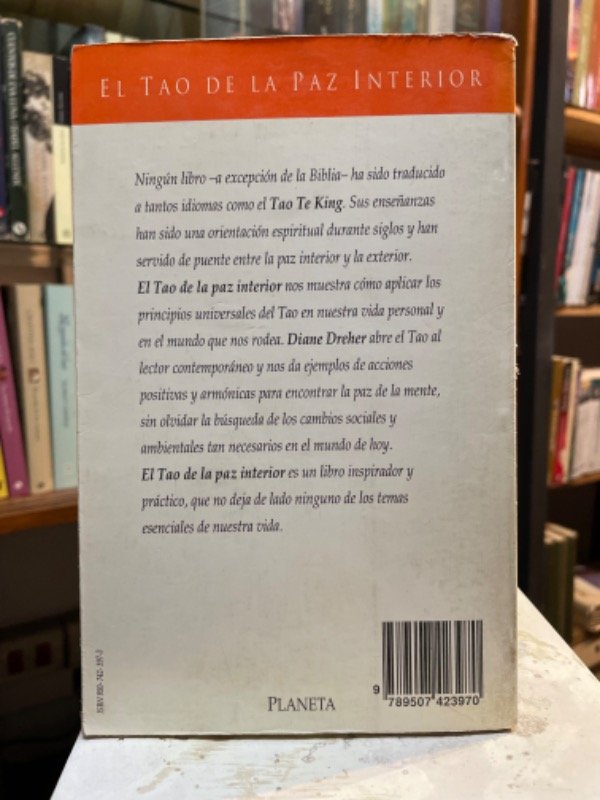 EL TAO DE LA PAZ INTERIOR
Ningún libro –a excepción de la Biblia– ha sido traducido
a tantos idiomas como el Tao Te King. Sus enseñanzas
han sido una orientación espiritual durante siglos y han
servido de puente entre la paz interior y la exterior.
El Tao de la paz interior nos muestra cómo aplicar los
principios universales del Tao en nuestra vida personal y
en el mundo que nos rodea. Diane Dreher abre el Tao al
lector contemporáneo y nos da ejemplos de acciones
positivas y armónicas para encontrar la paz de la mente,
sin olvidar la búsqueda de los cambios sociales y
ambientales tan necesarios en el mundo de hoy.
El Tao de la paz interior es un libro inspirador y
práctico, que no deja de lado ninguno de los temas
esenciales de nuestra vida.
PLANETA
9 789507 423970